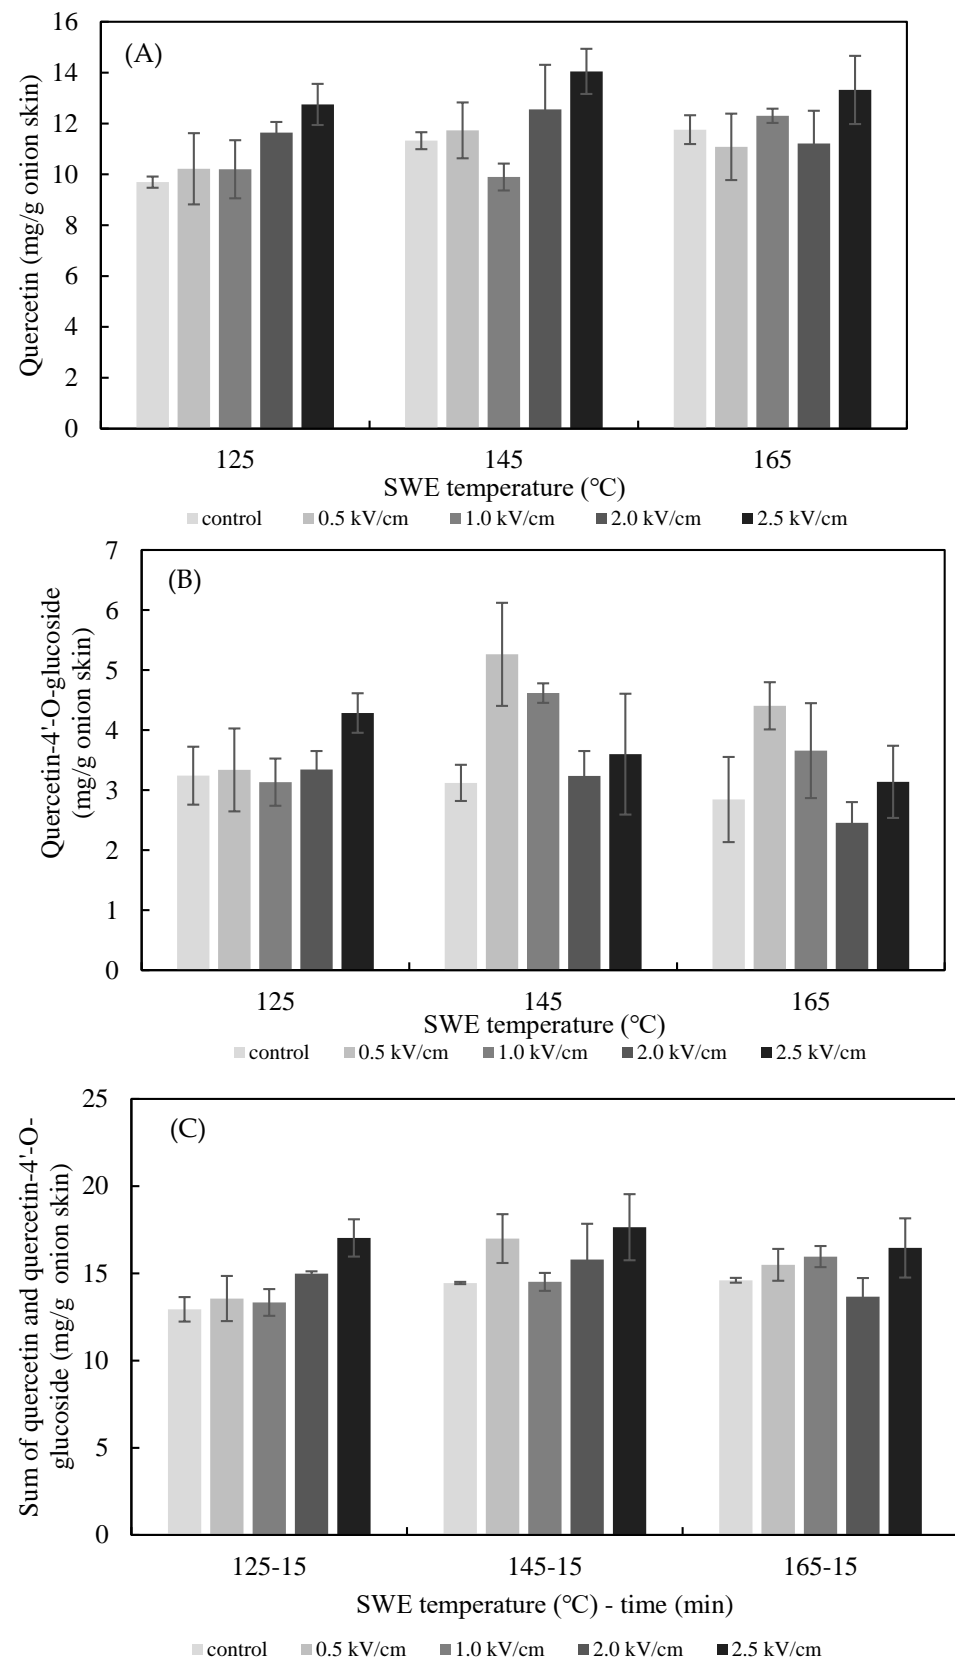 (A)
Quercetin (mg/g onion skin)
16
14
12
10
8
6
4
2
0
125 145 165
SWE temperature (°C)
control 0.5 kV/cm 1.0 kV/cm 2.0 kV/cm 2.5 kV/cm
(B)
Quercetin-4'-O-glucoside
(mg/g onion skin)
7
6
5
4
3
2
1
0
125 145 165
SWE temperature (°C)
control 0.5 kV/cm 1.0 kV/cm 2.0 kV/cm 2.5 kV/cm
(C)
Sum of quercetin and quercetin-4'-O-
glucoside (mg/g onion skin)
25
20
15
10
5
0
125-15 145-15 165-15
SWE temperature (°C) - time (min)
control 0.5 kV/cm 1.0 kV/cm 2.0 kV/cm 2.5 kV/cm